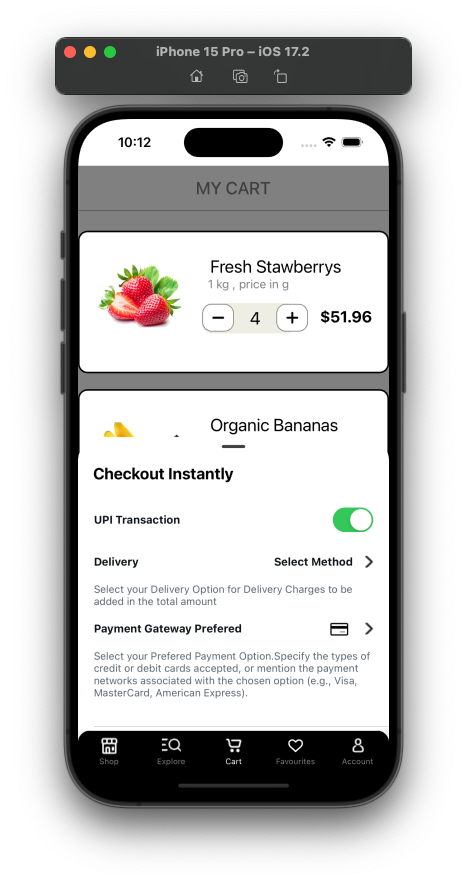 iPhone 15 Pro – iOS 17.2
10:12
MY CART
Fresh Stawberrys
1 kg , price in g
4
$51.96
Organic Bananas
Checkout Instantly
UPI Transaction
Delivery
Select Method
Select your Delivery Option for Delivery Charges to be
added in the total amount
Payment Gateway Prefered
Select your Prefered Payment Option.Specify the types of
credit or debit cards accepted, or mention the payment
networks associated with the chosen option (e.g., Visa,
MasterCard, American Express).
Shop
Explore
Cart
Favourites
Account